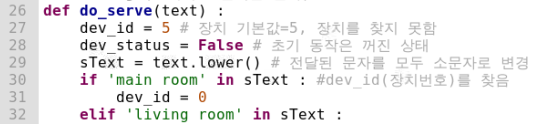 26 def do_serve(text) :
27     dev_id = 5 # 장치 기본값=5, 장치를 찾지 못함
28     dev_status = False # 초기 동작은 꺼진 상태
29     sText = text.lower() # 전달된 문자를 모두 소문자로 변경
30     if 'main room' in sText : #dev_id(장치번호)를 찾음
31         dev_id = 0
32     elif 'living room' in sText :